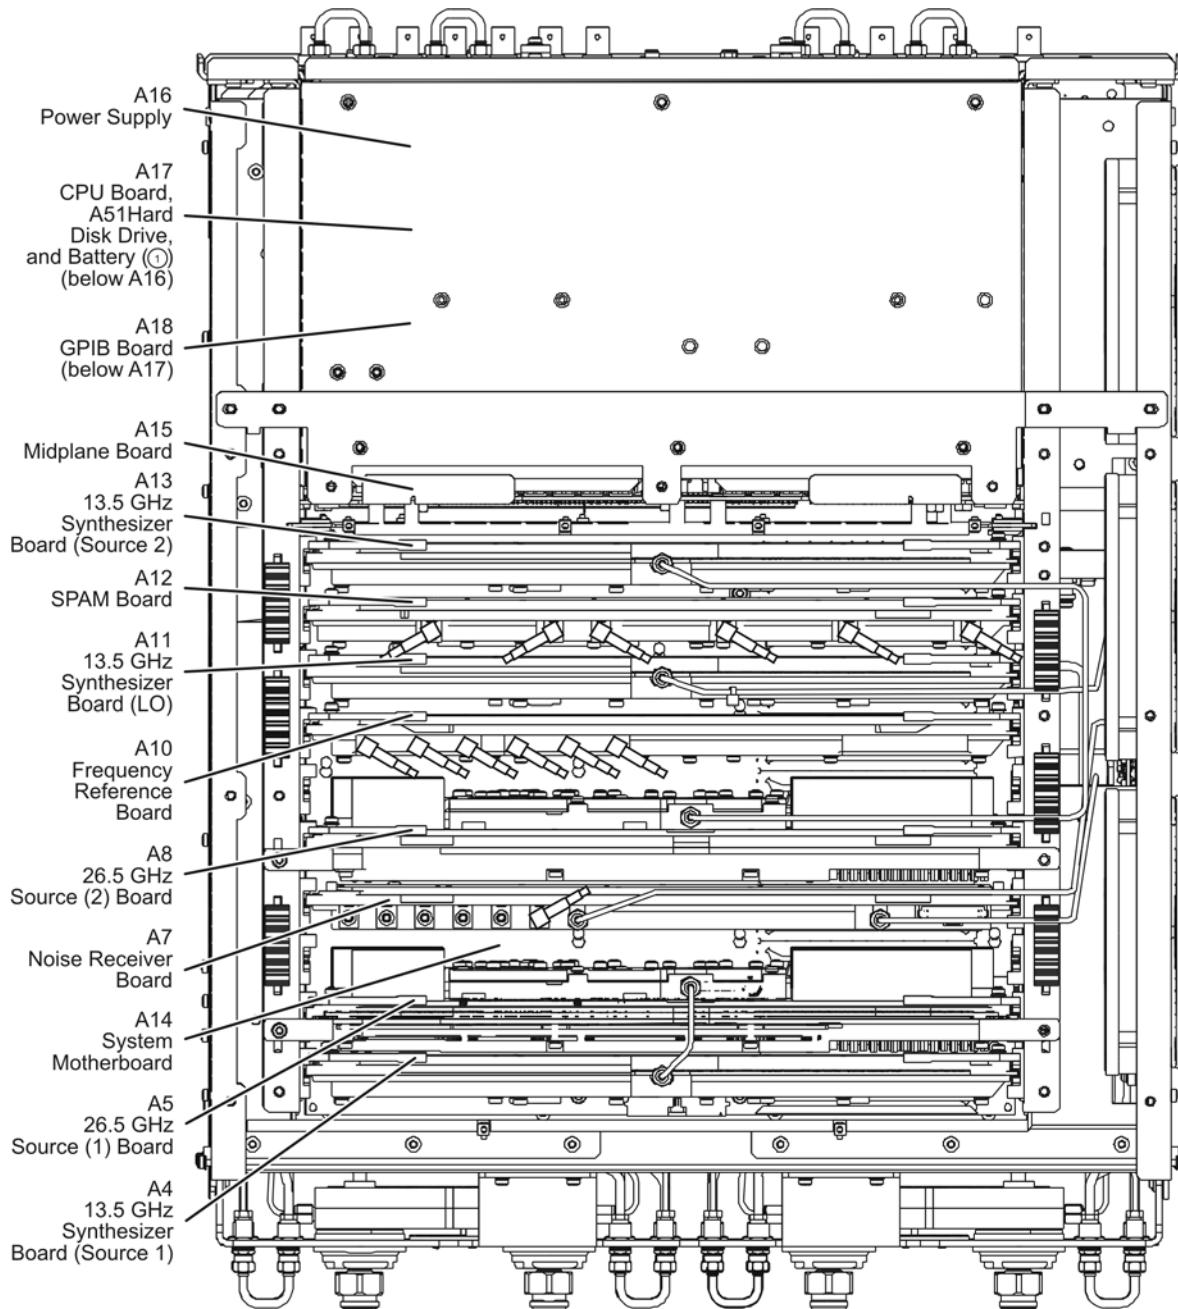 A16
Power Supply
A17
CPU Board,
A51Hard
Disk Drive,
and Battery (①)
(below A16)
A18
GPIB Board
(below A17)
A15
Midplane Board
A13
13.5 GHz
Synthesizer
Board (Source 2)
A12
SPAM Board
A11
13.5 GHz
Synthesizer
Board (LO)
A10
Frequency
Reference
Board
A8
26.5 GHz
Source (2) Board
A7
Noise Receiver
Board
A14
System
Motherboard
A5
26.5 GHz
Source (1) Board
A4
13.5 GHz
Synthesizer
Board (Source 1)